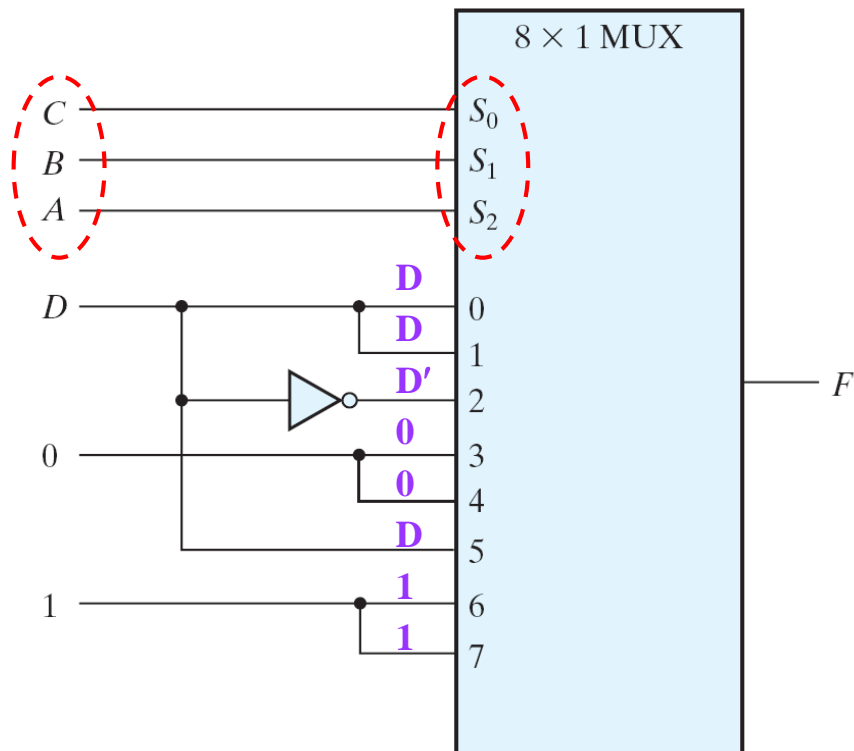 8 × 1 MUX
C S₀
B S₁
A S₂
D D 0
D 1
D′ 2
0 0 3
0 4
D 5
1 1 6
1 7
F